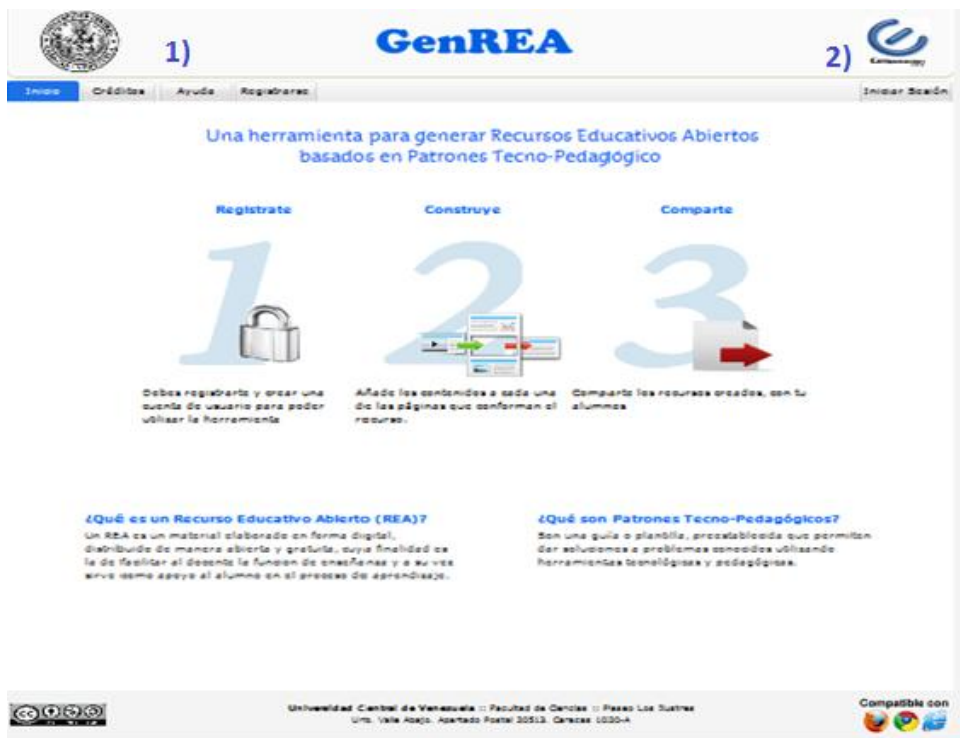 1)
GenREA
2)
Inicio Créditos Ayuda Registrarse Iniciar Sesión
Una herramienta para generar Recursos Educativos Abiertos
basados en Patrones Tecno-Pedagógico
Registrate
Construye
Comparte
1
2
3
Debes registrarte y crear una
cuenta de usuario para poder
utilizar la herramienta
Añade los contenidos a cada una
de las páginas que conforman el
recurso.
Comparte los recursos creados, con tu
alumnos
¿Qué es un Recurso Educativo Abierto (REA)?
Un REA es un material elaborado en forma digital,
distribuido de manera abierta y gratuita, cuya finalidad es
la de facilitar al docente la funcion de enseñanza y a su vez
sirve como apoyo al alumno en el proceso de aprendizaje.
¿Qué son Patrones Tecno-Pedagógicos?
Son una guía o plantilla, preestablecida que permiten
dar soluciones a problemas conocidos utilizando
herramientas tecnológicas y pedagógicas.
Universidad Central de Venezuela :: Facultad de Ciencias :: Paseo Los Ilustres
Urb. Valle Abajo. Apartado Postal 20513. Caracas 1020-A
Compatible con